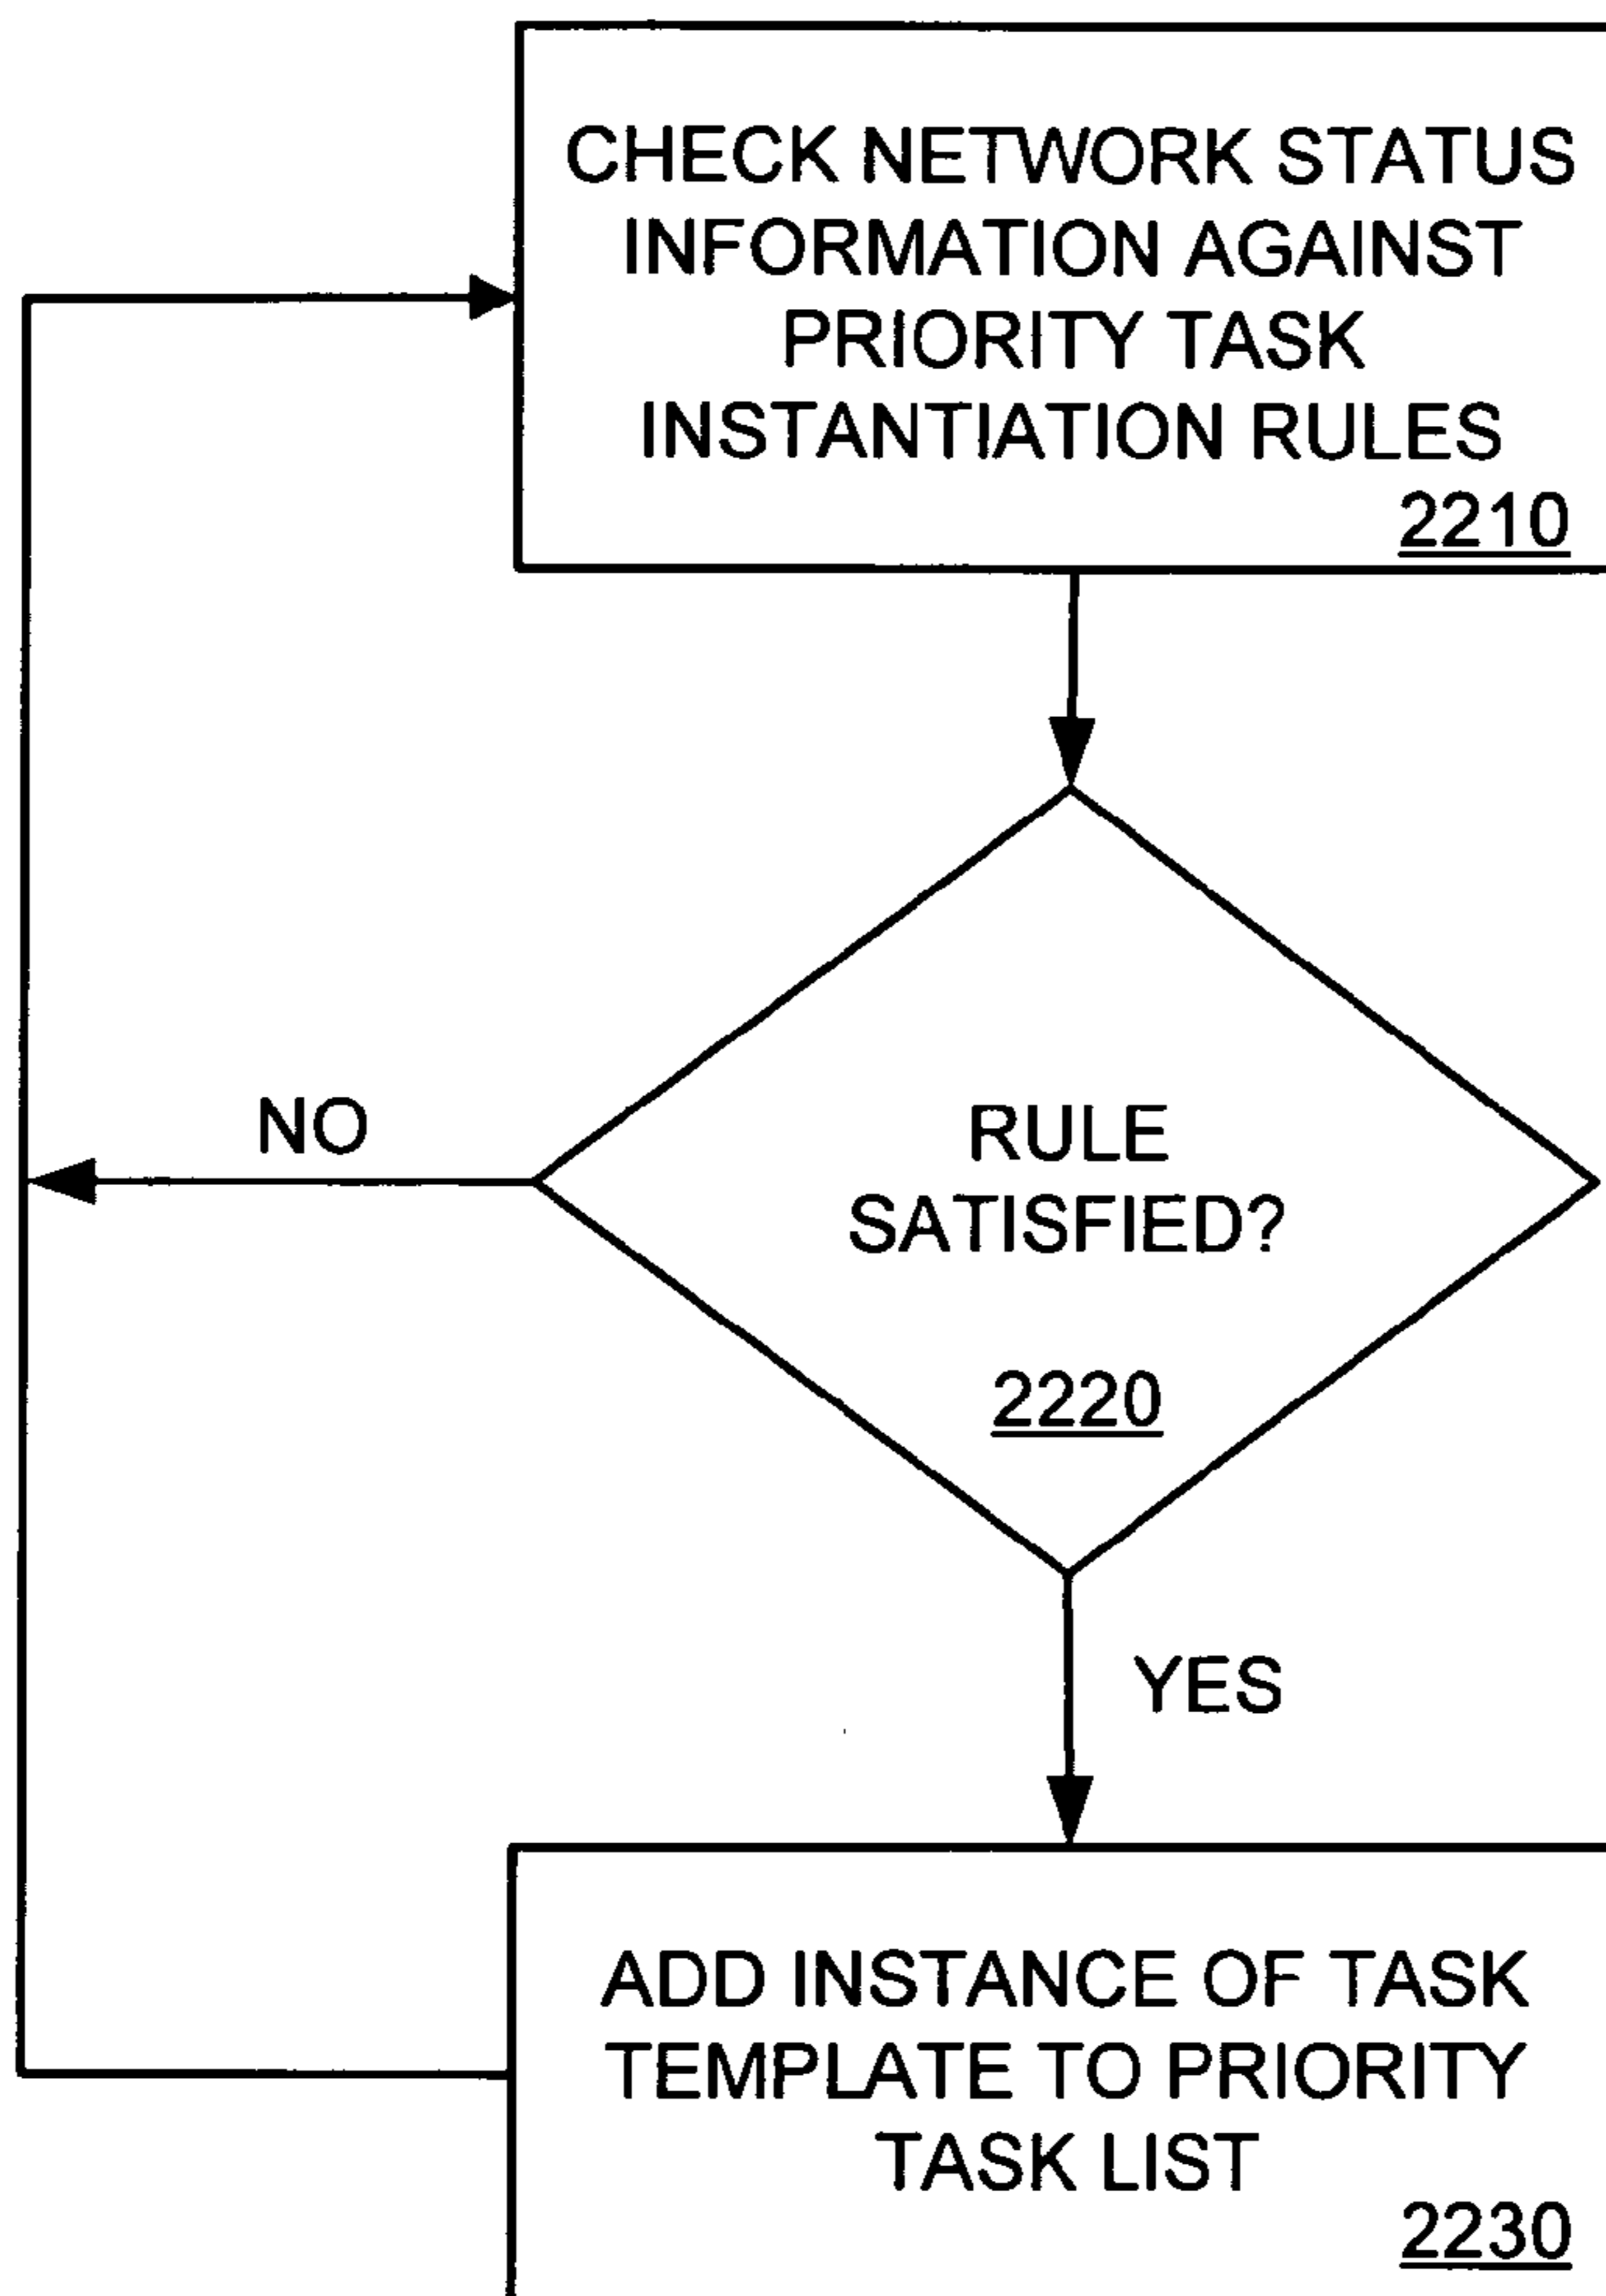 CHECK NETWORK STATUS
INFORMATION AGAINST
PRIORITY TASK
INSTANTIATION RULES
2210
RULE
SATISFIED?
2220
NO
YES
ADD INSTANCE OF TASK
TEMPLATE TO PRIORITY
TASK LIST
2230